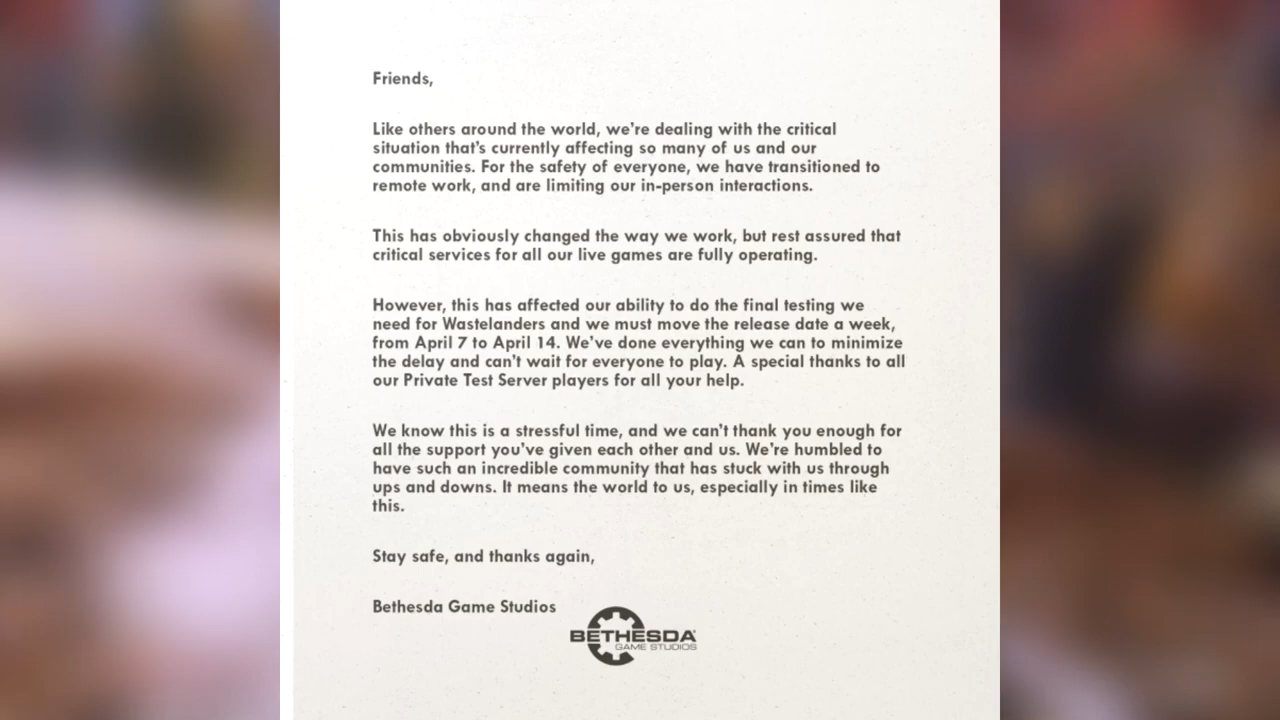 Friends,
Like others around the world, we're dealing with the critical
situation that's currently affecting so many of us and our
communities. For the safety of everyone, we have transitioned to
remote work, and are limiting our in-person interactions.
This has obviously changed the way we work, but rest assured that
critical services for all our live games are fully operating.
However, this has affected our ability to do the final testing we
need for Wastelanders and we must move the release date a week,
from April 7 to April 14. We've done everything we can to minimize
the delay and can't wait for everyone to play. A special thanks to all
our Private Test Server players for all your help.
We know this is a stressful time, and we can't thank you enough for
all the support you've given each other and us. We're humbled to
have such an incredible community that has stuck with us through
ups and downs. It means the world to us, especially in times like
this.
Stay safe, and thanks again,
Bethesda Game Studios
BETHESDA
GAME STUDIOS